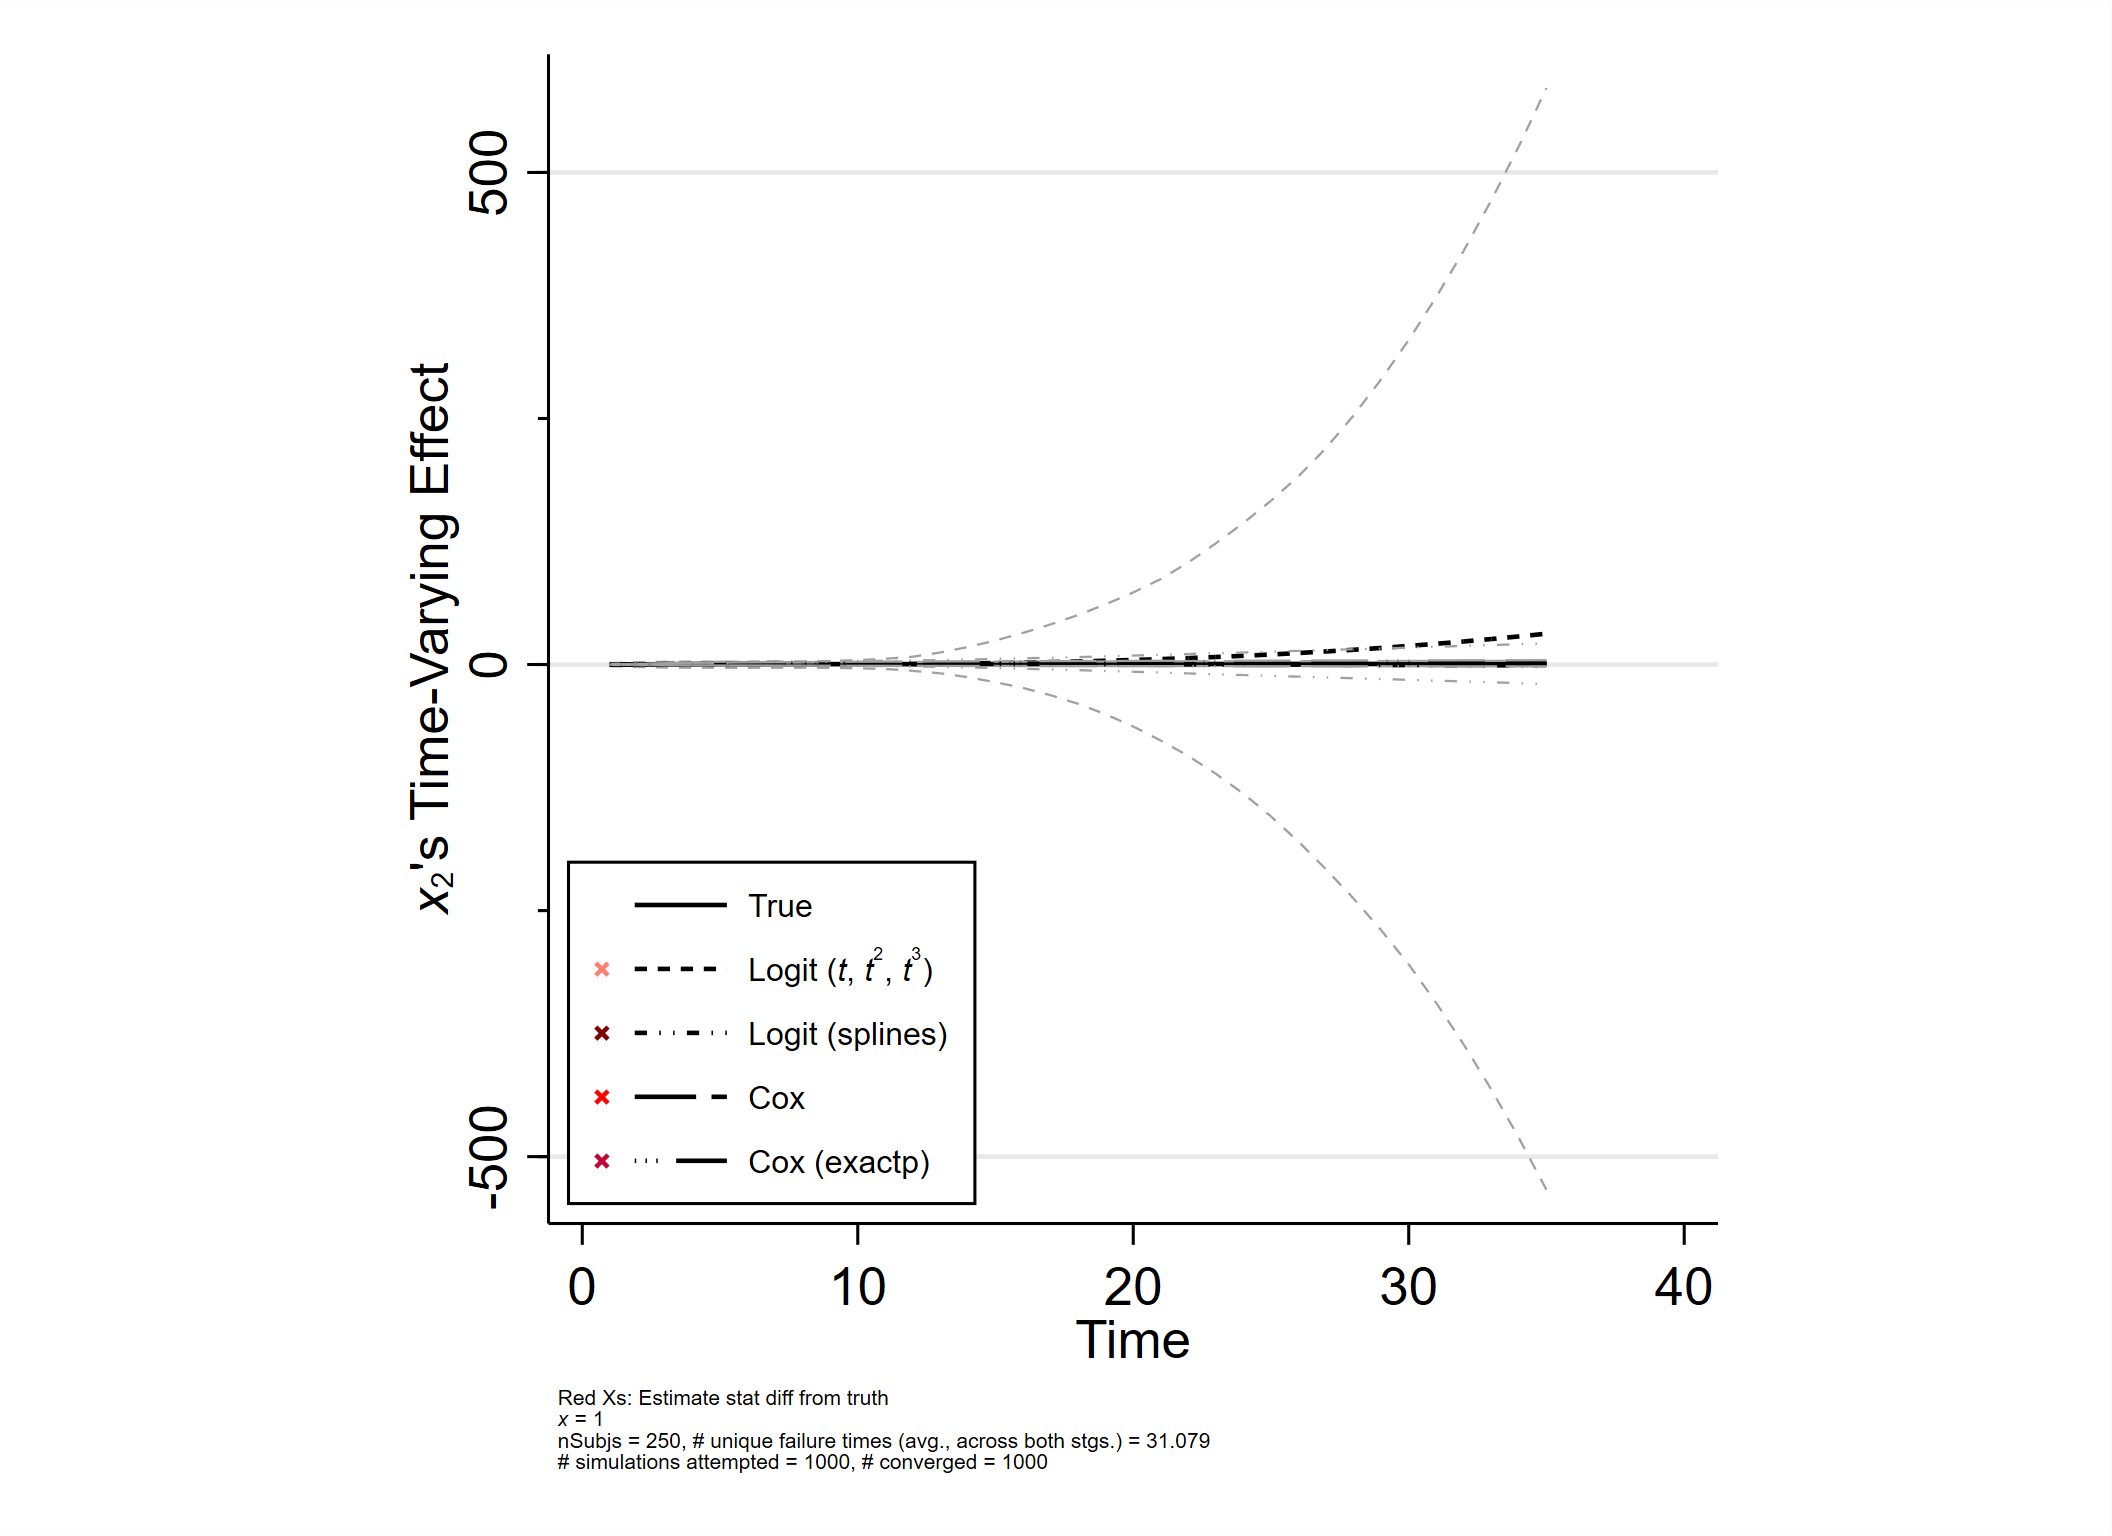 500
0
-500
x₂'s Time-Varying Effect
True
Logit (t, t², t³)
Logit (splines)
Cox
Cox (exactp)
0 10 20 30 40
Time
Red Xs: Estimate stat diff from truth
x = 1
nSubjs = 250, # unique failure times (avg., across both stgs.) = 31.079
# simulations attempted = 1000, # converged = 1000